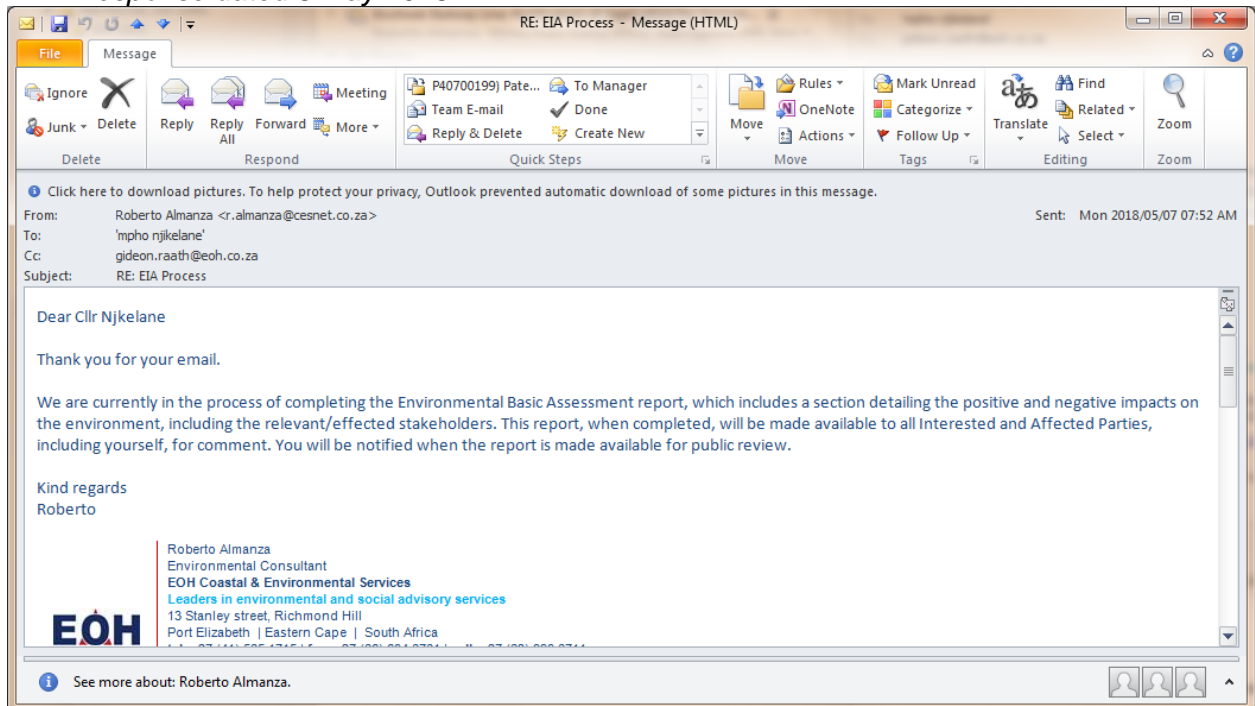 RE: EIA Process - Message (HTML)
File Message
Ignore
Junk
Delete
Reply
Reply All
Forward
Meeting
More
P40700199) Pate...
To Manager
Team E-mail
Done
Reply & Delete
Create New
Move
Rules
OneNote
Actions
Mark Unread
Categorize
Follow Up
Translate
Find
Related
Select
Zoom
Delete Respond Quick Steps Move Tags Editing Zoom
Click here to download pictures. To help protect your privacy, Outlook prevented automatic download of some pictures in this message.
From: Roberto Almanza <r.almanza@cesnet.co.za> Sent: Mon 2018/05/07 07:52 AM
To: 'mpho njikelane'
Cc: gideon.raath@eoh.co.za
Subject: RE: EIA Process
Dear Cllr Njkelane
Thank you for your email.
We are currently in the process of completing the Environmental Basic Assessment report, which includes a section detailing the positive and negative impacts on
the environment, including the relevant/effected stakeholders. This report, when completed, will be made available to all Interested and Affected Parties,
including yourself, for comment. You will be notified when the report is made available for public review.
Kind regards
Roberto
Roberto Almanza
Environmental Consultant
EOH Coastal & Environmental Services
Leaders in environmental and social advisory services
13 Stanley street, Richmond Hill
Port Elizabeth | Eastern Cape | South Africa
EOH
See more about: Roberto Almanza.